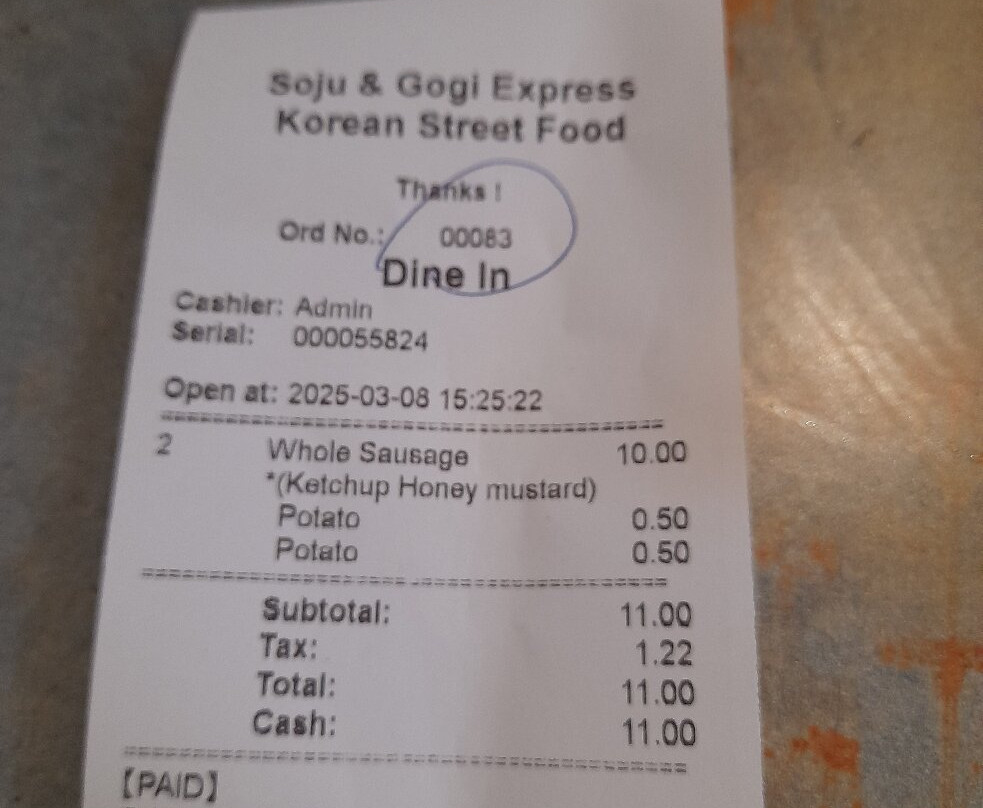 Soju & Gogi Express
Korean Street Food
Thanks !
Ord No.: 00083
Dine In
Cashier: Admin
Serial: 000055824
Open at: 2025-03-08 15:25:22
2 Whole Sausage 10.00
*(Ketchup Honey mustard)
Potato 0.50
Potato 0.50
Subtotal: 11.00
Tax: 1.22
Total: 11.00
Cash: 11.00
【PAID】